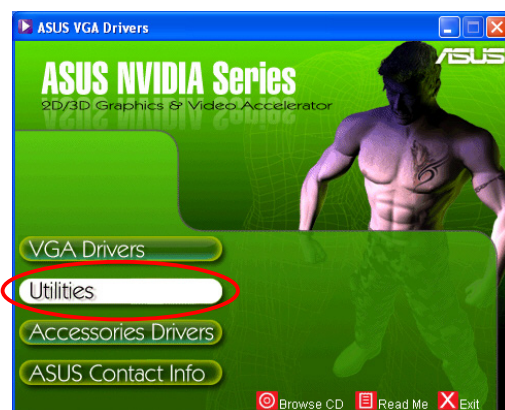 ASUS VGA Drivers
ASUS
ASUS NVIDIA Series
2D/3D Graphics & Video Accelerator
VGA Drivers
Utilities
Accessories Drivers
ASUS Contact Info
Browse CD Read Me X Exit